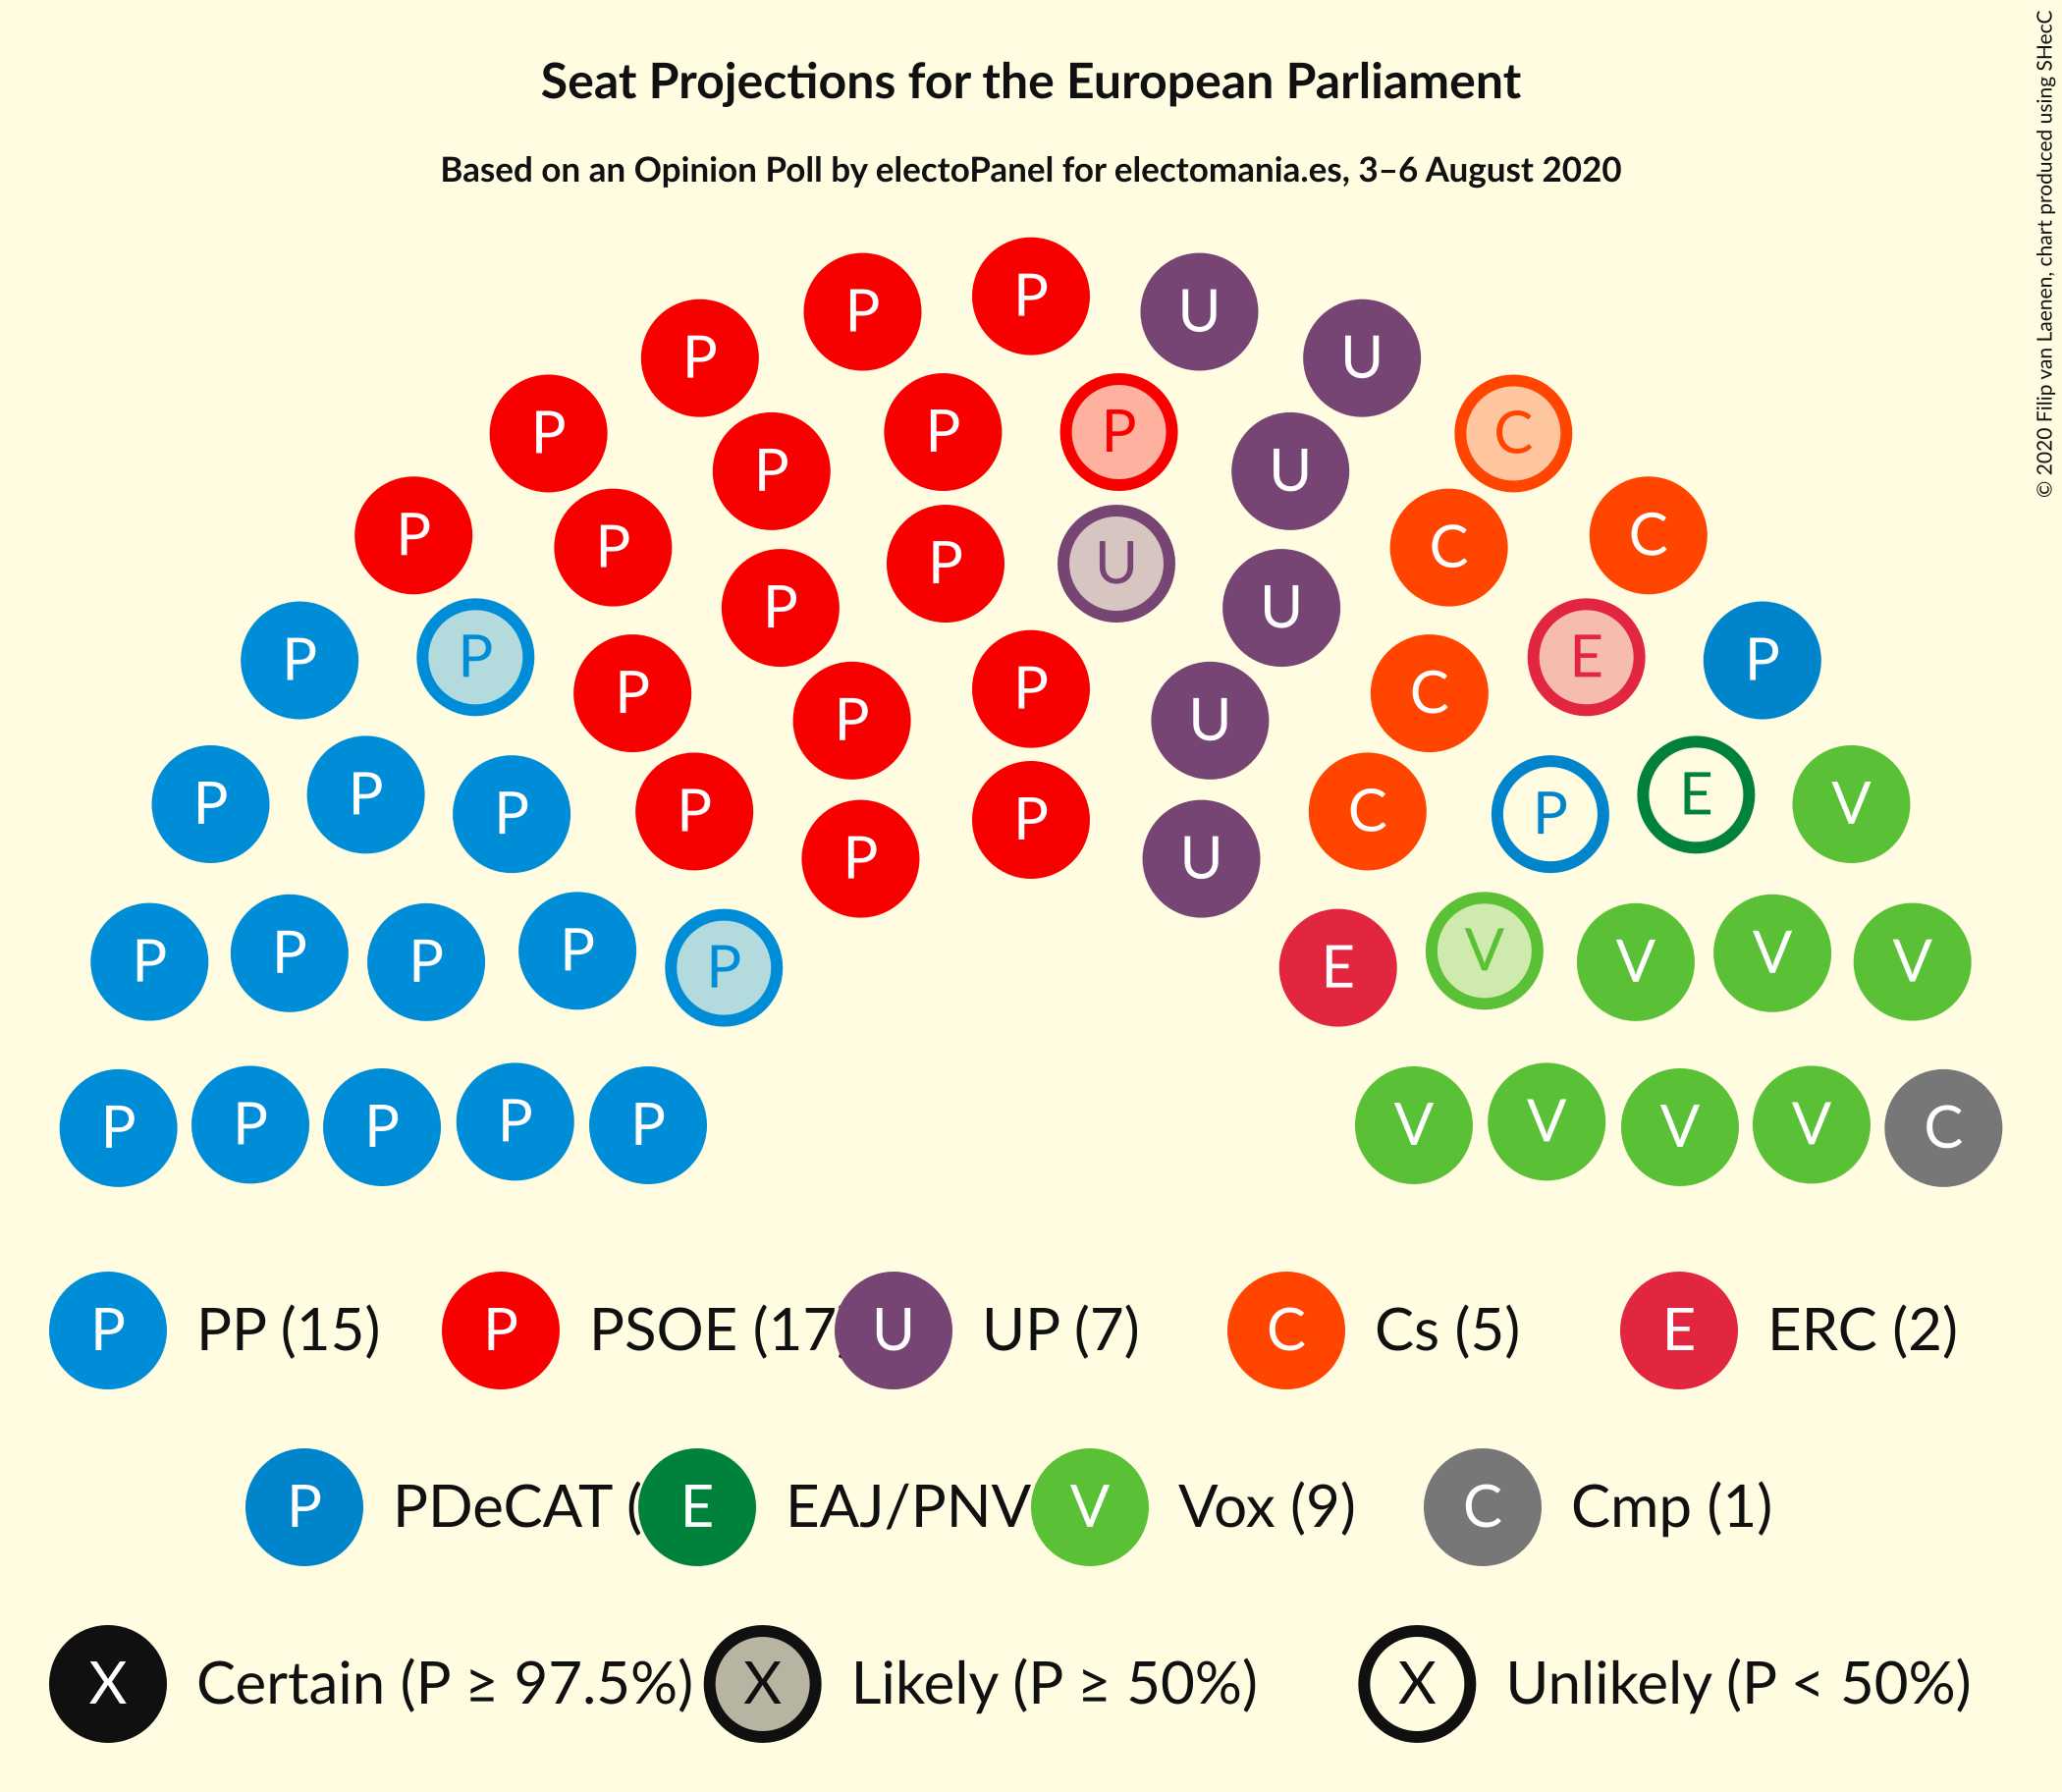 Seat Projections for the European Parliament
Based on an Opinion Poll by electoPanel for electomania.es, 3–6 August 2020
© 2020 Filip van Laenen, chart produced using SHecC
P
P P U
P U
P P P C
P U
P P C C
P P U U
P P E P
P P C
P P U
P P P P P C P E V
P U
P P P P P E V V V V
P P P P P V V V V C
P PP (15) P PSOE (17 U UP (7) C Cs (5) E ERC (2)
P PDeCAT ( E EAJ/PNV V Vox (9) C Cmp (1)
X Certain (P ≥ 97.5%) X Likely (P ≥ 50%) X Unlikely (P < 50%)